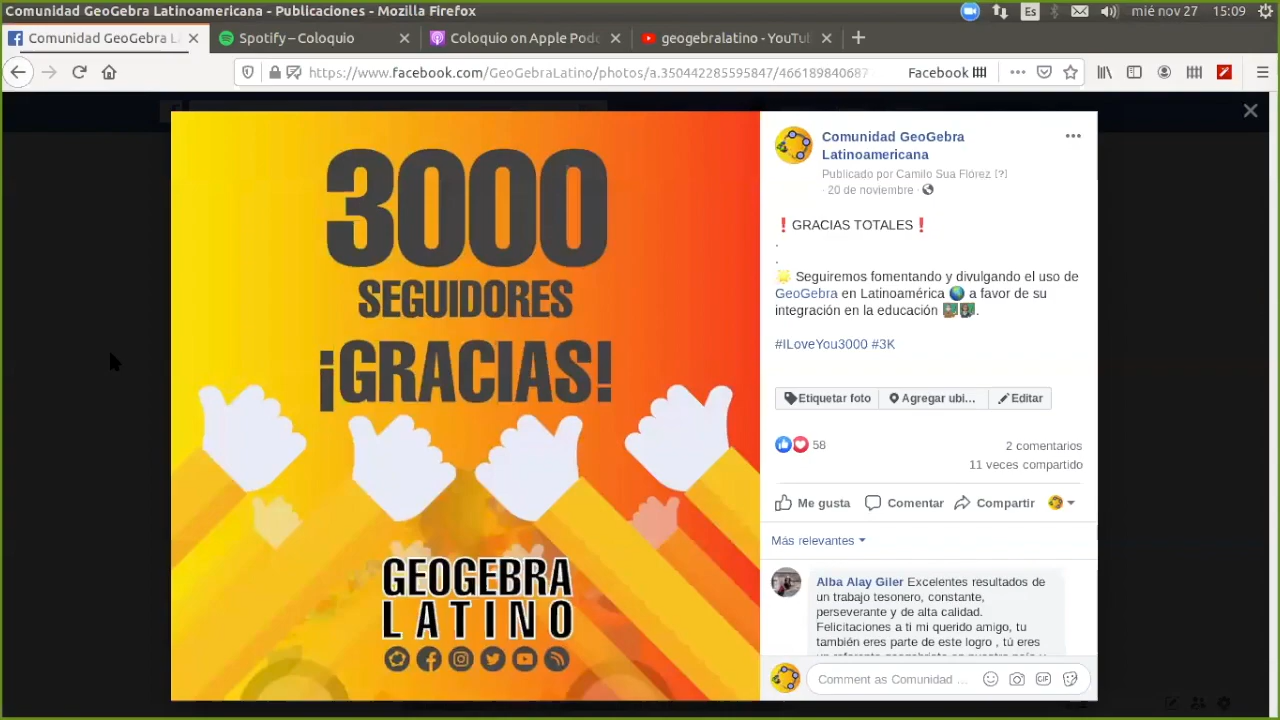 Comunidad GeoGebra Latinoamericana - Publicaciones - Mozilla Firefox
Es
mié nov 27
15:09
Comunidad GeoGebra L
Spotify – Coloquio
Coloquio on Apple Podc
geogebralatino - YouTu
https://www.facebook.com/GeoGebraLatino/photos/a.350442285595847/466189840687
Facebook
3000
SEGUIDORES
¡GRACIAS!
GEOGEBRA
LATINO
Comunidad GeoGebra
Latinoamericana
Publicado por Camilo Sua Flórez [?]
· 20 de noviembre ·
❗GRACIAS TOTALES❗
.
.
🌟 Seguiremos fomentando y divulgando el uso de
GeoGebra en Latinoamérica 🌎 a favor de su
integración en la educación 👩‍🏫👨‍🏫.
#ILoveYou3000 #3K
Etiquetar foto
Agregar ubi...
Editar
58
2 comentarios
11 veces compartido
Me gusta
Comentar
Compartir
Más relevantes
Alba Alay Giler Excelentes resultados de
un trabajo tesonero, constante,
perseverante y de alta calidad.
Felicitaciones a ti mi querido amigo, tu
también eres parte de este logro , tú eres
Comment as Comunidad ...
GIF